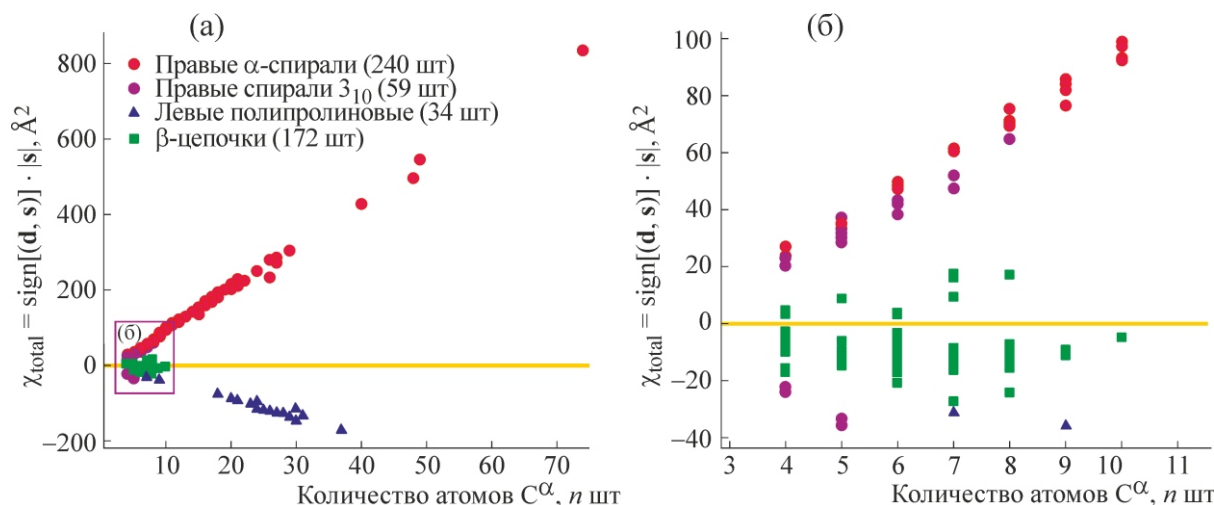 (а)
χtotal = sign[(d, s)] · |s|, Å²
800
600
400
200
0
–200
Правые α-спирали (240 шт)
Правые спирали 3₁₀ (59 шт)
Левые полипролиновые (34 шт)
β-цепочки (172 шт)
(б)
10 20 30 40 50 60 70
Количество атомов Cα, n шт
(б)
χtotal = sign[(d, s)] · |s|, Å²
100
80
60
40
20
0
–20
–40
3 4 5 6 7 8 9 10 11
Количество атомов Cα, n шт